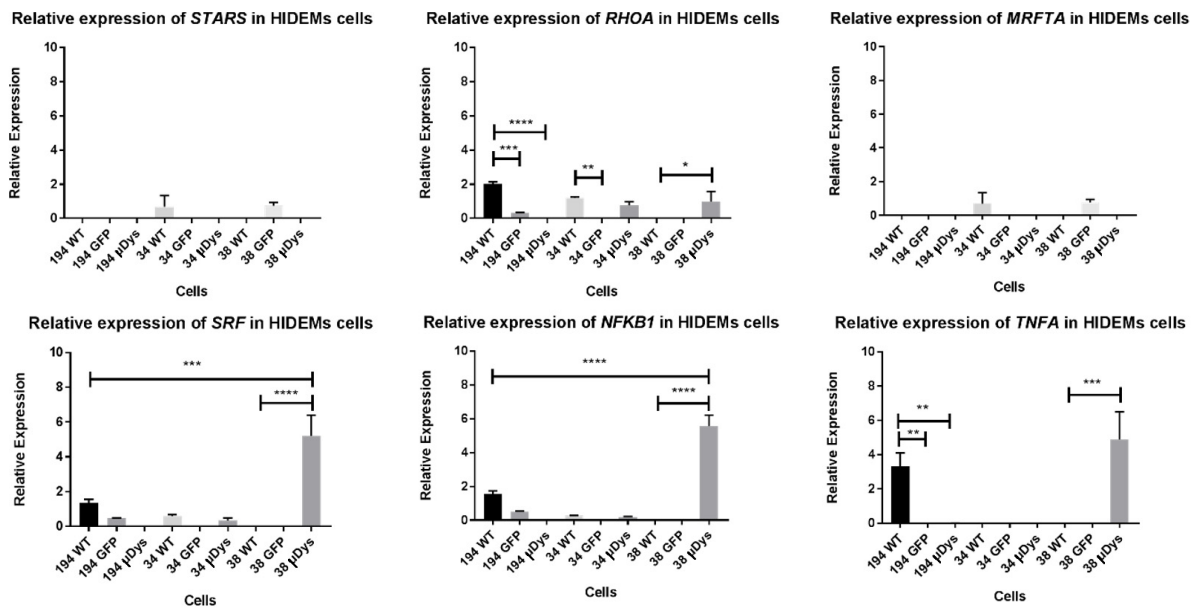 Relative expression of STARS in HIDEMs cells
Relative Expression
10
8
6
4
2
0
194 WT
194 GFP
194 µDys
34 WT
34 GFP
34 µDys
38 WT
38 GFP
38 µDys
Cells
Relative expression of RHOA in HIDEMs cells
Relative Expression
10
8
6
4
2
0
****
***
**
*
194 WT
194 GFP
194 µDys
34 WT
34 GFP
34 µDys
38 WT
38 GFP
38 µDys
Cells
Relative expression of MRFTA in HIDEMs cells
Relative Expression
10
8
6
4
2
0
194 WT
194 GFP
194 µDys
34 WT
34 GFP
34 µDys
38 WT
38 GFP
38 µDys
Cells
Relative expression of SRF in HIDEMs cells
Relative Expression
10
8
6
4
2
0
***
****
194 WT
194 GFP
194 µDys
34 WT
34 GFP
34 µDys
38 WT
38 GFP
38 µDys
Cells
Relative expression of NFKB1 in HIDEMs cells
Relative Expression
10
8
6
4
2
0
****
****
194 WT
194 GFP
194 µDys
34 WT
34 GFP
34 µDys
38 WT
38 GFP
38 µDys
Cells
Relative expression of TNFA in HIDEMs cells
Relative Expression
10
8
6
4
2
0
***
**
**
194 WT
194 GFP
194 µDys
34 WT
34 GFP
34 µDys
38 WT
38 GFP
38 µDys
Cells